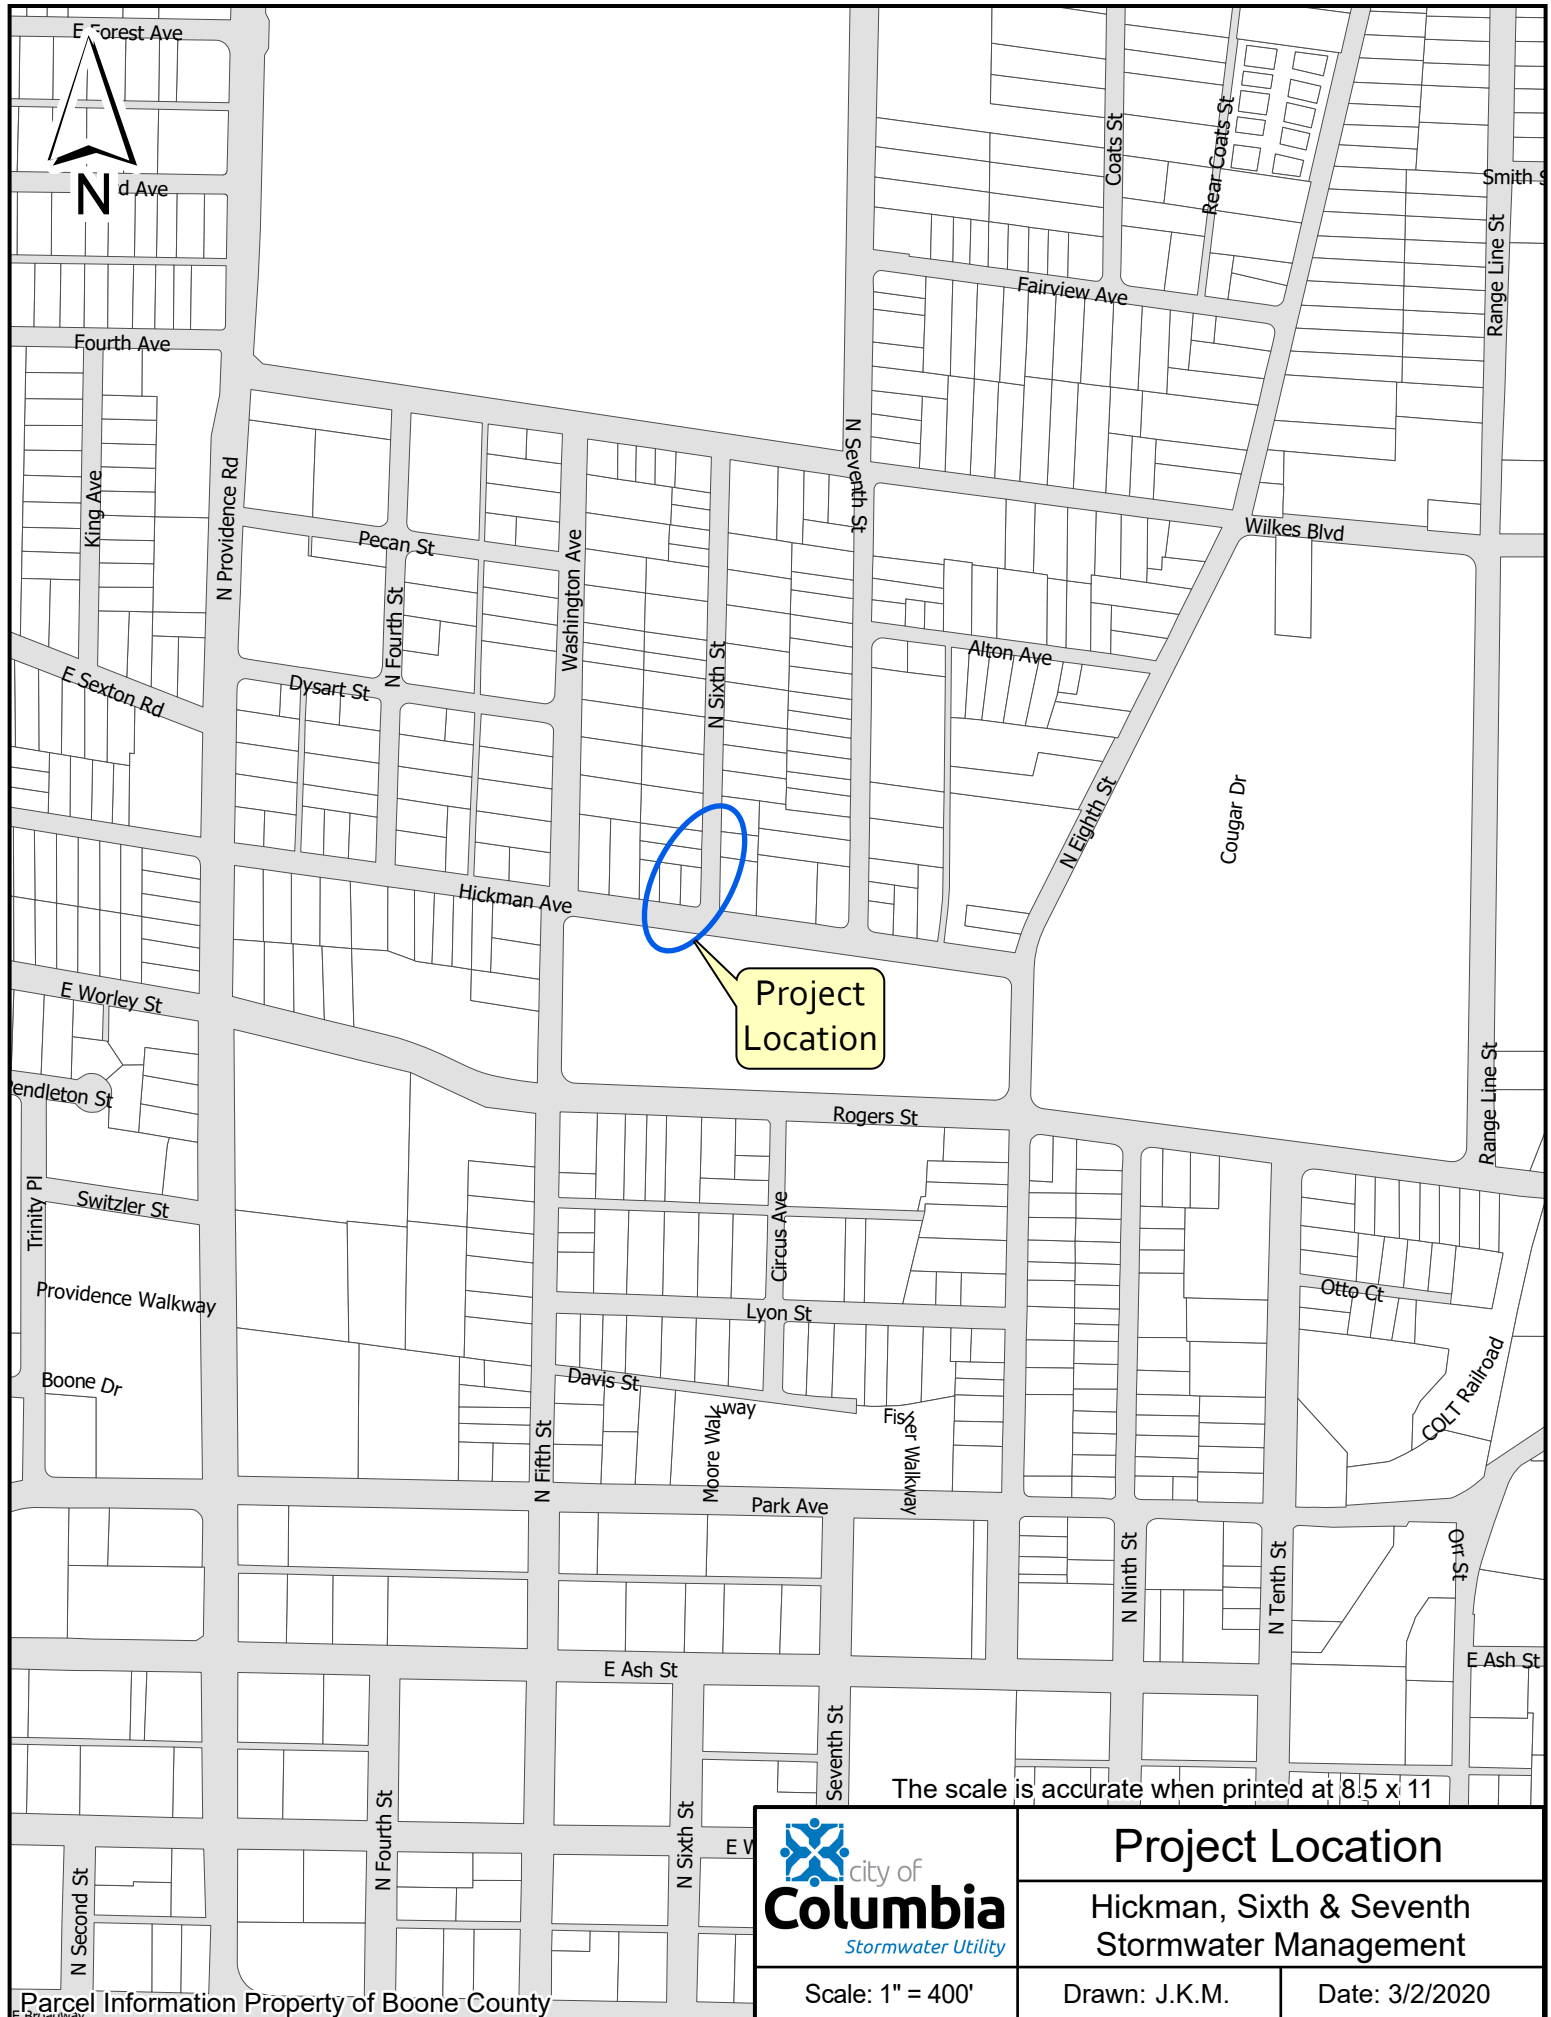 E Forest Ave
N
d Ave
Coats St
Rear Coats St
Smith S
Range Line St
Fairview Ave
Fourth Ave
King Ave
N Providence Rd
N Seventh St
Wilkes Blvd
Pecan St
N Fourth St
Washington Ave
N Sixth St
Alton Ave
E Sexton Rd
Dysart St
N Eighth St
Cougar Dr
Hickman Ave
Project
Location
E Worley St
endleton St
Rogers St
Range Line St
Trinity Pl
Switzler St
Circus Ave
Providence Walkway
Otto Ct
Lyon St
Boone Dr
Davis St
Moore Walkway
Fisher Walkway
COLT Railroad
N Fifth St
Park Ave
N Ninth St
N Tenth St
Orr St
E Ash St
E Ash St
Seventh St
N Fourth St
N Sixth St
N Second St
E W
E Broadway
The scale is accurate when printed at 8.5 x 11
city of
Columbia
Stormwater Utility
Project Location
Hickman, Sixth & Seventh
Stormwater Management
Scale: 1" = 400'
Drawn: J.K.M.
Date: 3/2/2020
Parcel Information Property of Boone County